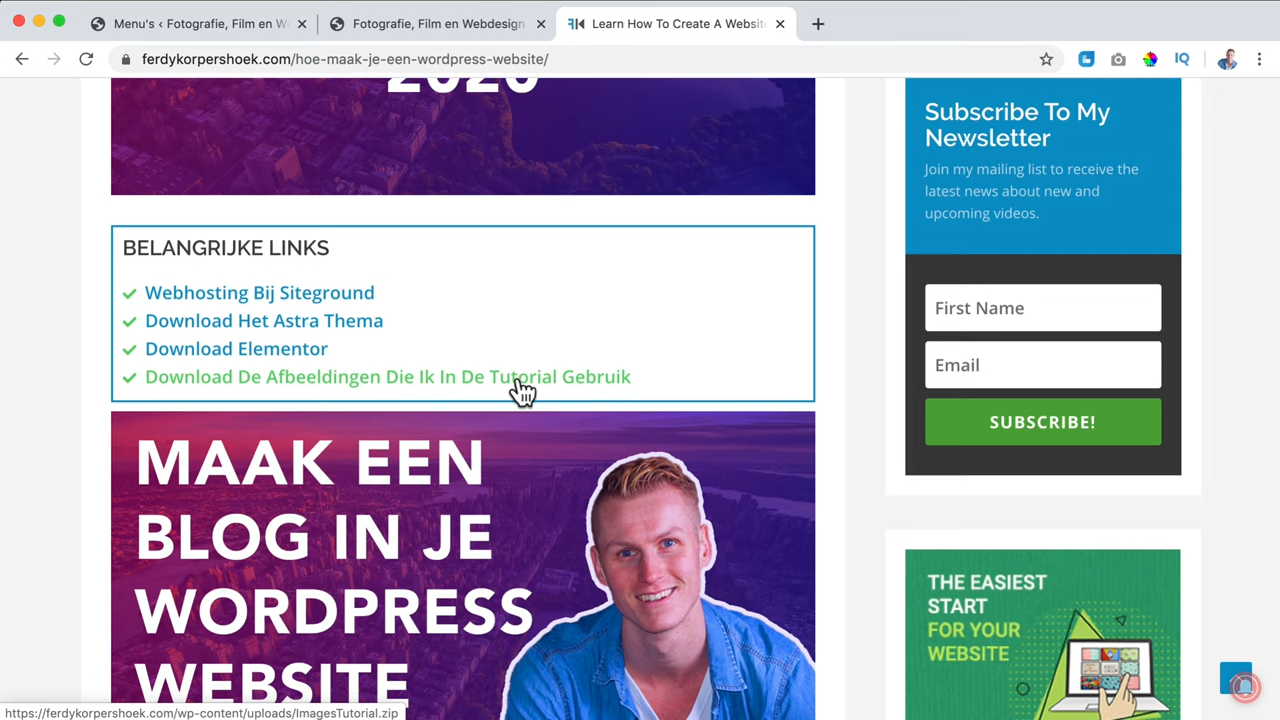 Menu's ‹ Fotografie, Film en W
Fotografie, Film en Webdesign
Learn How To Create A Website
ferdykorpershoek.com/hoe-maak-je-een-wordpress-website/
2020
BELANGRIJKE LINKS
Webhosting Bij Siteground
Download Het Astra Thema
Download Elementor
Download De Afbeeldingen Die Ik In De Tutorial Gebruik
MAAK EEN
BLOG IN JE
WORDPRESS
WEBSITE
Subscribe To My
Newsletter
Join my mailing list to receive the
latest news about new and
upcoming videos.
First Name
Email
SUBSCRIBE!
THE EASIEST
START
FOR YOUR
WEBSITE
https://ferdykorpershoek.com/wp-content/uploads/ImagesTutorial.zip